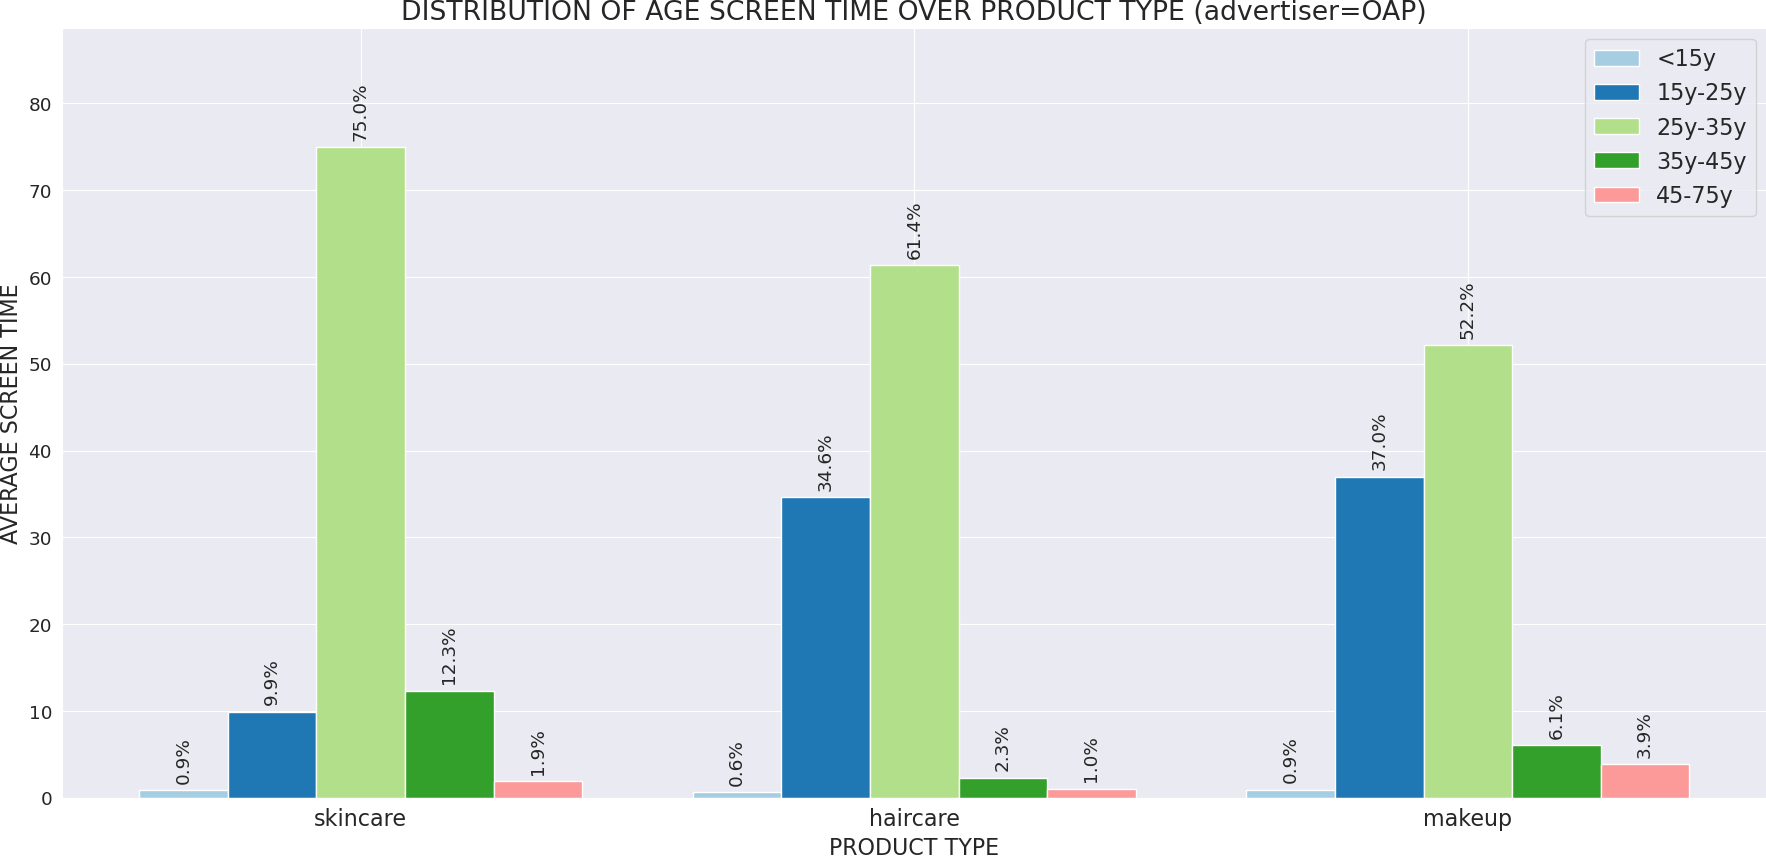 DISTRIBUTION OF AGE SCREEN TIME OVER PRODUCT TYPE (advertiser=OAP)
<15y
15y-25y
25y-35y
35y-45y
45-75y
AVERAGE SCREEN TIME
80
70
60
50
40
30
20
10
0
0.9%
9.9%
75.0%
12.3%
1.9%
0.6%
34.6%
61.4%
2.3%
1.0%
0.9%
37.0%
52.2%
6.1%
3.9%
skincare
haircare
makeup
PRODUCT TYPE